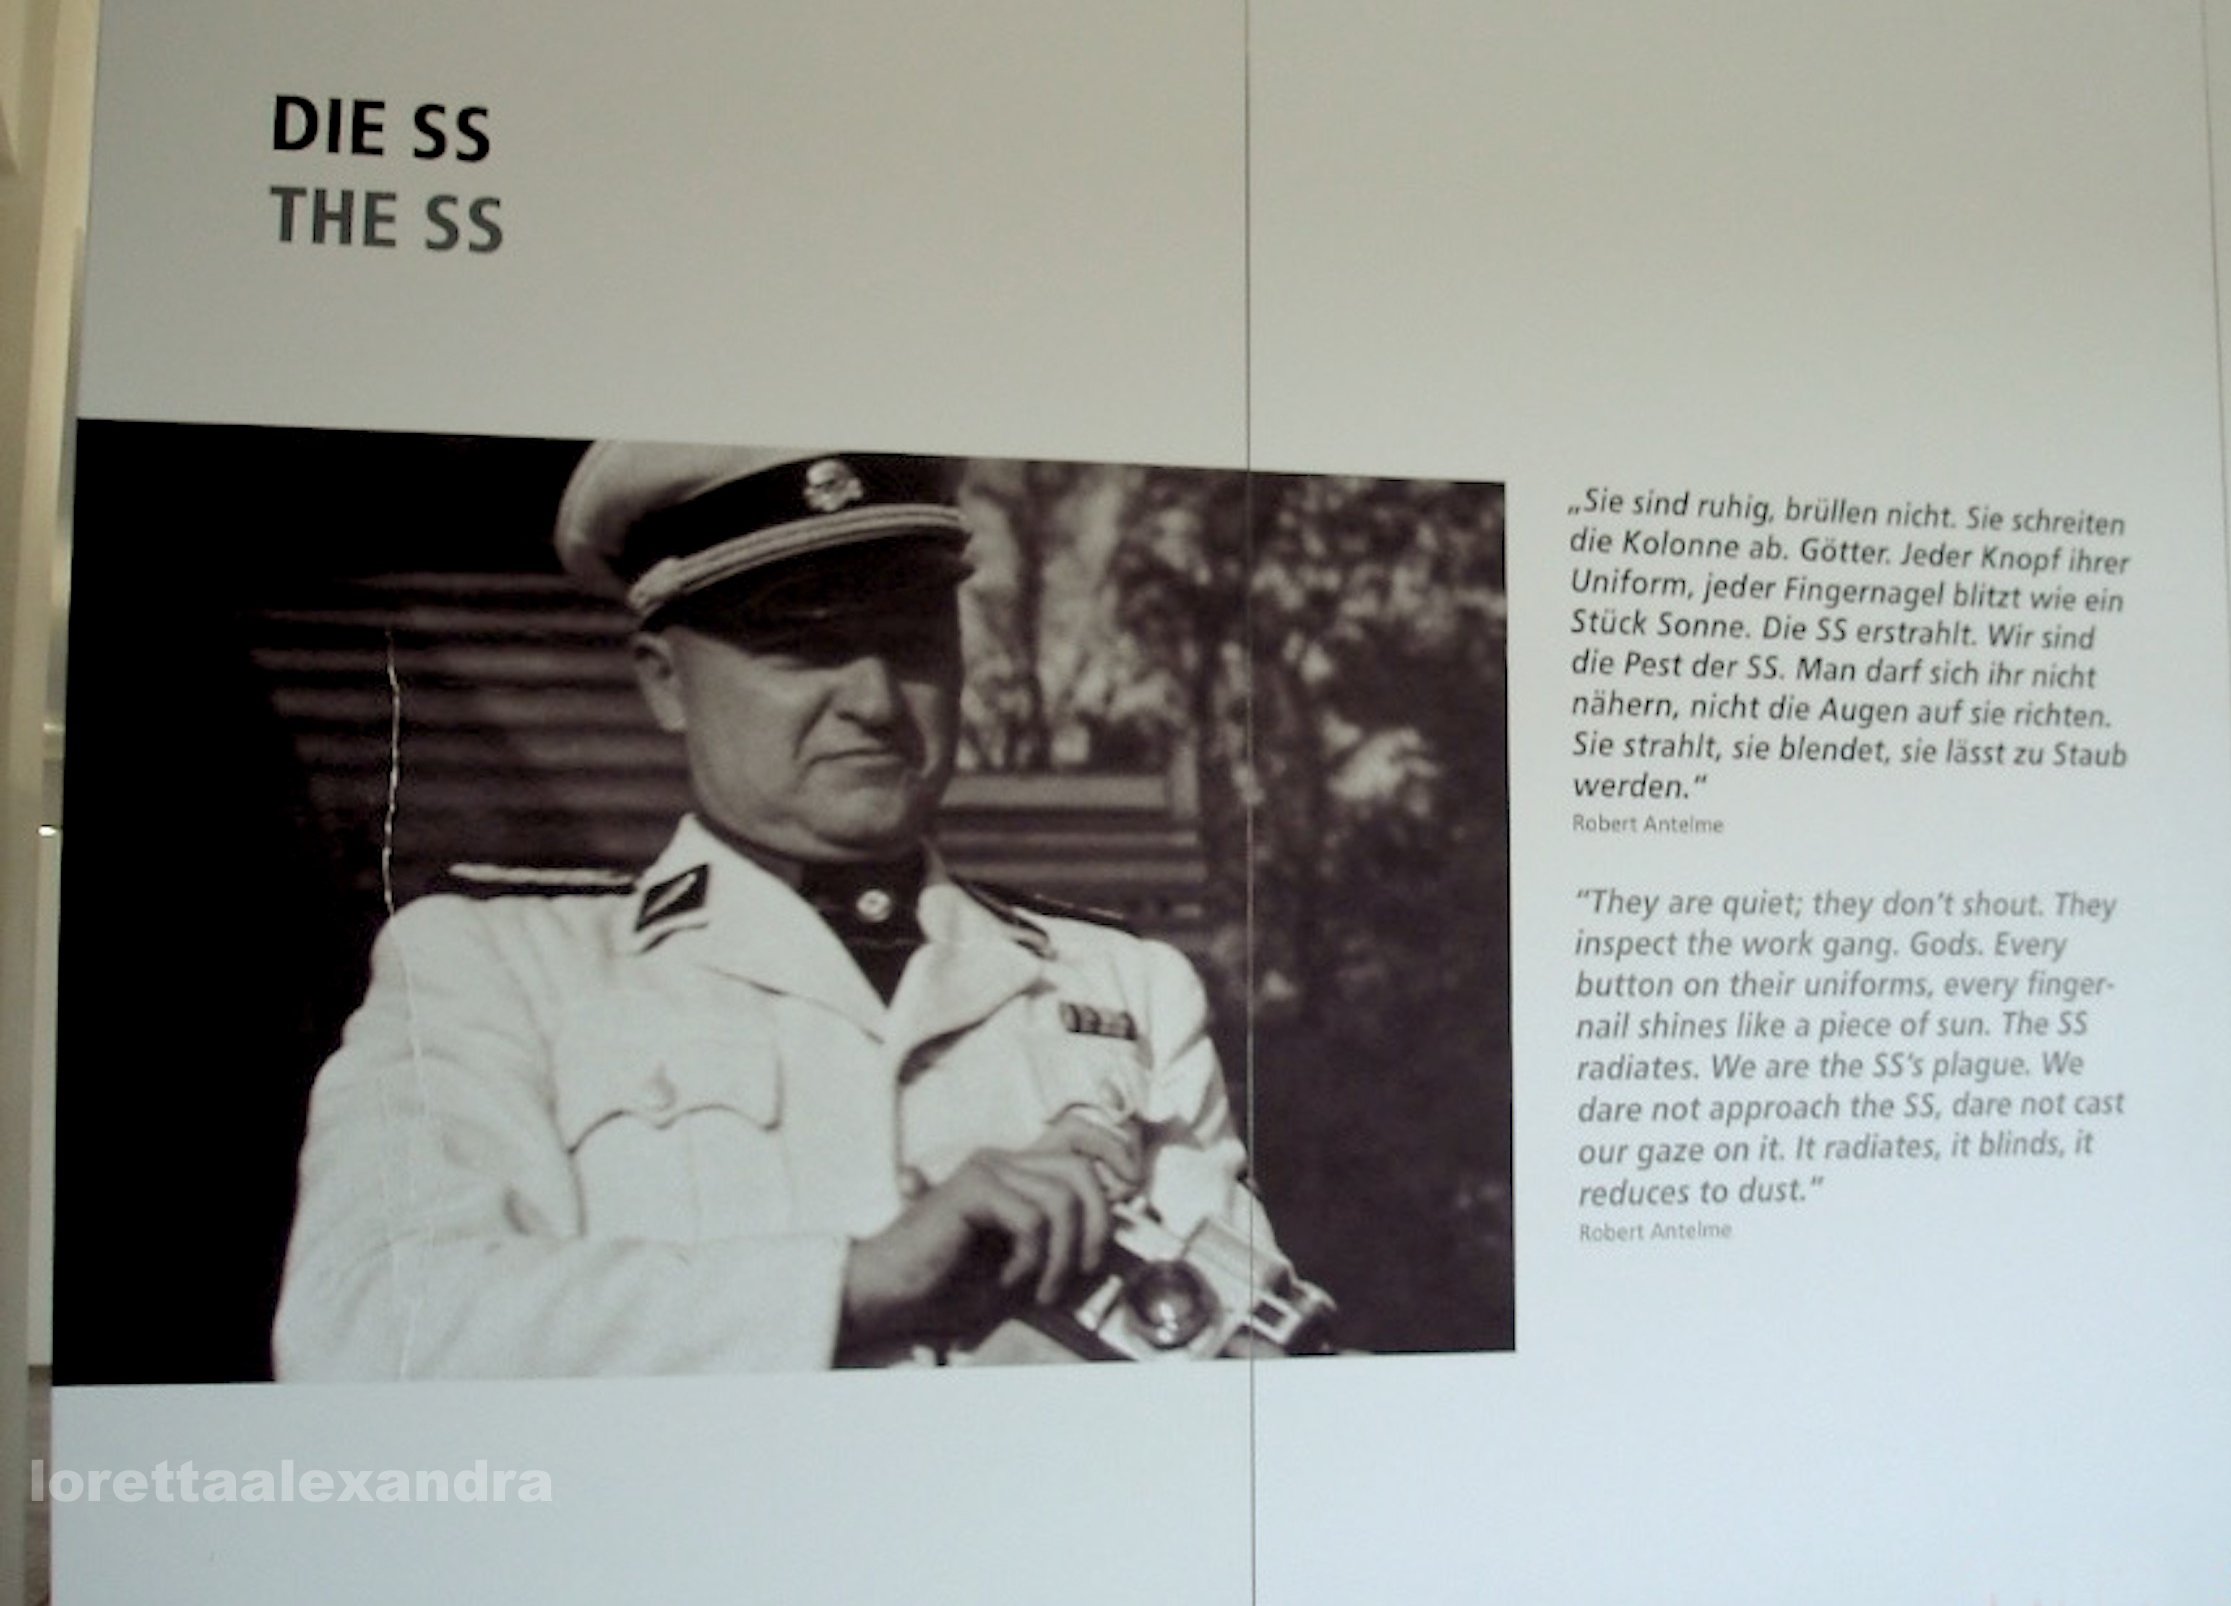 DIE SS
THE SS
„Sie sind ruhig, brüllen nicht. Sie schreiten
die Kolonne ab. Götter. Jeder Knopf ihrer
Uniform, jeder Fingernagel blitzt wie ein
Stück Sonne. Die SS erstrahlt. Wir sind
die Pest der SS. Man darf sich ihr nicht
nähern, nicht die Augen auf sie richten.
Sie strahlt, sie blendet, sie lässt zu Staub
werden.“
Robert Antelme
“They are quiet; they don’t shout. They
inspect the work gang. Gods. Every
button on their uniforms, every finger-
nail shines like a piece of sun. The SS
radiates. We are the SS’s plague. We
dare not approach the SS, dare not cast
our gaze on it. It radiates, it blinds, it
reduces to dust.”
Robert Antelme
lorettaalexandra